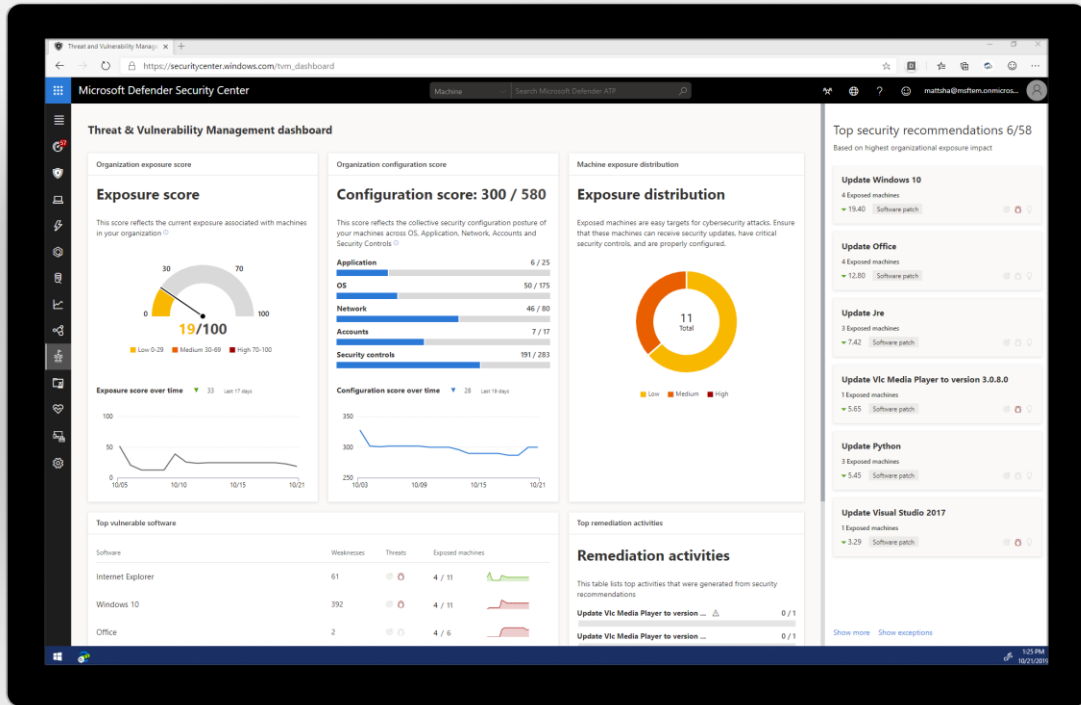 Threat and Vulnerability Manag
https://securitycenter.windows.com/tvm_dashboard
Microsoft Defender Security Center
Machine
Search Microsoft Defender ATP
mattsha@msftem.onmicros...
57
Threat & Vulnerability Management dashboard
Organization exposure score
Exposure score
This score reflects the current exposure associated with machines
in your organization
30
70
0
100
19/100
Low 0-29
Medium 30-69
High 70-100
Exposure score over time
33
Last 17 days
100
50
0
10/05
10/10
10/15
10/21
Organization configuration score
Configuration score: 300 / 580
This score reflects the collective security configuration posture of
your machines across OS, Application, Network, Accounts and
Security Controls
Application 6 / 25
OS 50 / 175
Network 46 / 80
Accounts 7 / 17
Security controls 191 / 283
Configuration score over time
28
Last 19 days
350
300
250
10/03
10/09
10/15
10/21
Machine exposure distribution
Exposure distribution
Exposed machines are easy targets for cybersecurity attacks. Ensure
that these machines can receive security updates, have critical
security controls, and are properly configured.
11
Total
Low
Medium
High
Top vulnerable software
Software Weaknesses Threats Exposed machines
Internet Explorer 61 4 / 11
Windows 10 392 4 / 11
Office 2 4 / 6
Top remediation activities
Remediation activities
This table lists top activities that were generated from security
recommendations
Update Vlc Media Player to version ... 0 / 1
Update Vlc Media Player to version ... 0 / 1
Top security recommendations 6/58
Based on highest organizational exposure impact
Update Windows 10
4 Exposed machines
19.40 Software patch
Update Office
4 Exposed machines
12.80 Software patch
Update Jre
3 Exposed machines
7.42 Software patch
Update Vlc Media Player to version 3.0.8.0
1 Exposed machines
5.65 Software patch
Update Python
3 Exposed machines
5.45 Software patch
Update Visual Studio 2017
1 Exposed machines
3.29 Software patch
Show more
Show exceptions
1:25 PM
10/21/2019